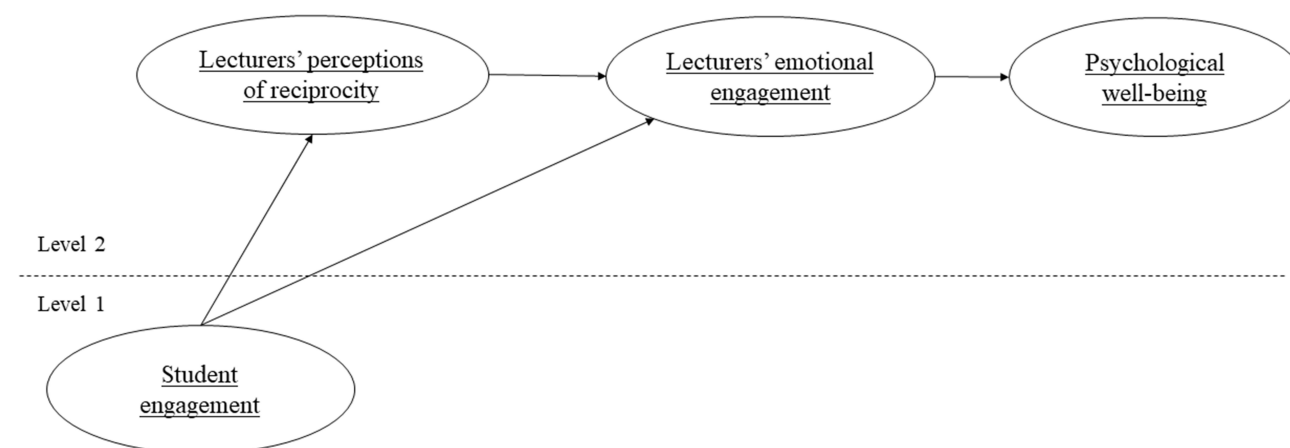 Lecturers’ perceptions
of reciprocity
Lecturers’ emotional
engagement
Psychological
well-being
Level 2
Level 1
Student
engagement